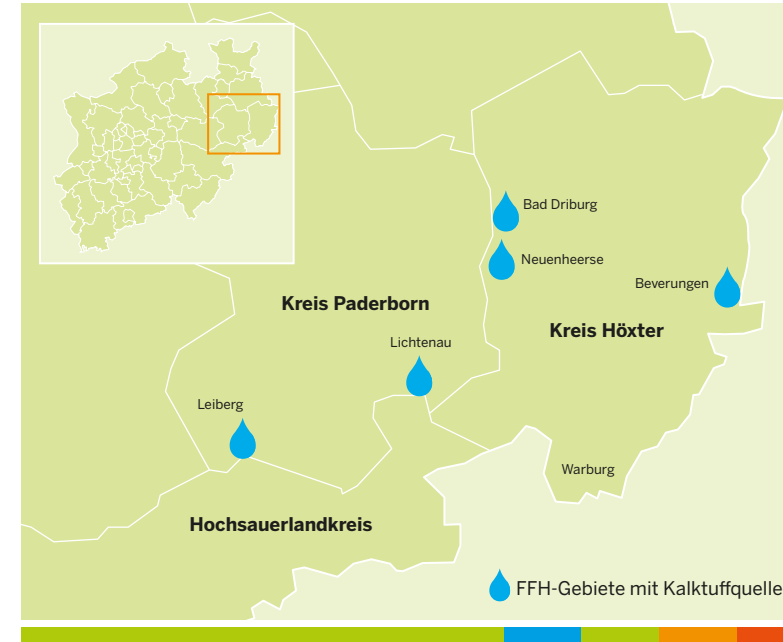 Bad Driburg
Neuenheerse
Beverungen
Kreis Paderborn
Kreis Höxter
Lichtenau
Leiberg
Warburg
Hochsauerlandkreis
FFH-Gebiete mit Kalktuffquelle